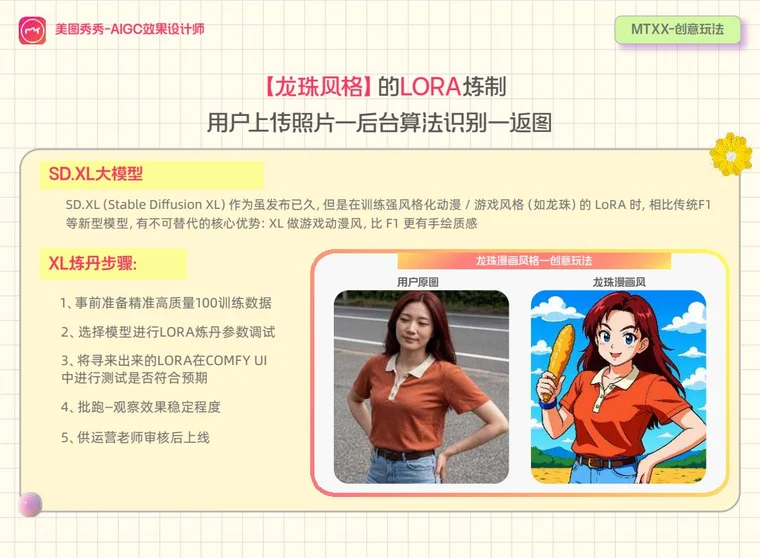 美图秀秀-AIGC效果设计师
MTXX-创意玩法
【龙珠风格】的LORA炼制
用户上传照片—后台算法识别—返图
SD.XL大模型
SD.XL (Stable Diffusion XL) 作为虽发布已久, 但是在训练强风格化动漫 / 游戏风格 (如龙珠) 的 LoRA 时, 相比传统F1
等新型模型, 有不可替代的核心优势: XL 做游戏动漫风, 比 F1 更有手绘质感
XL炼丹步骤:
龙珠漫画风格—创意玩法
用户原图
龙珠漫画风
1、事前准备精准高质量100训练数据
2、选择模型进行LORA炼丹参数调试
3、将寻来出来的LORA在COMFY UI
中进行测试是否符合预期
4、批跑—观察效果稳定程度
5、供运营老师审核后上线